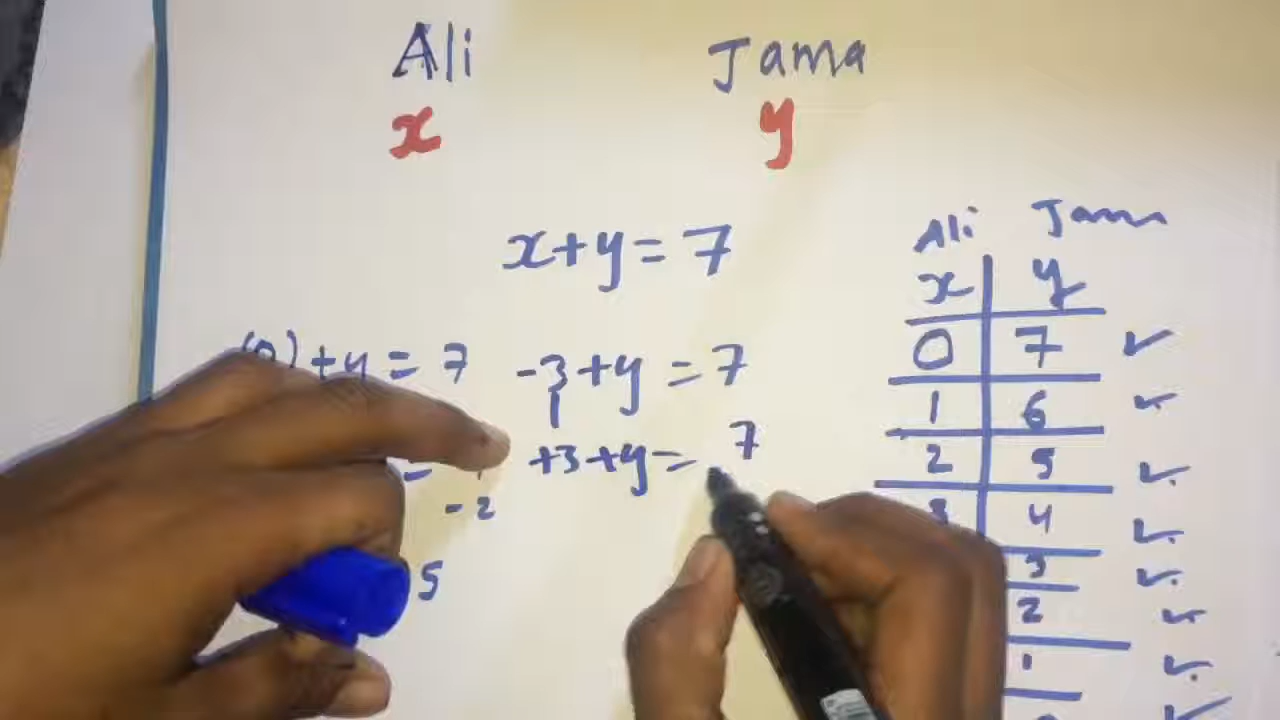 Ali Jama
x y
x+y=7
+y=7
-3+y=7
+3+y= 7
-2
5
Ali Jama
x y
0 7 ✓
1 6 ✓
2 5 ✓
4 ✓
3 ✓
2 ✓
1 ✓
✓